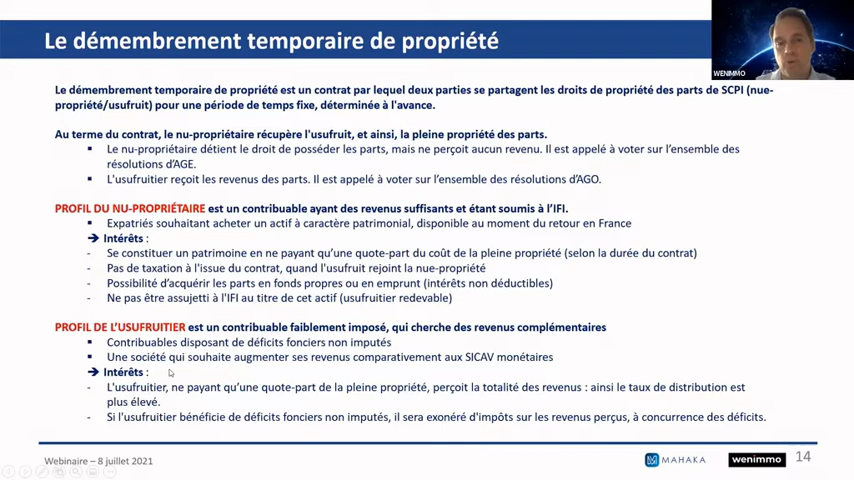 Le démembrement temporaire de propriété
WENIMMO
Le démembrement temporaire de propriété est un contrat par lequel deux parties se partagent les droits de propriété des parts de SCPI (nue-
propriété/usufruit) pour une période de temps fixe, déterminée à l'avance.
Au terme du contrat, le nu-propriétaire récupère l'usufruit, et ainsi, la pleine propriété des parts.
▪ Le nu-propriétaire détient le droit de posséder les parts, mais ne perçoit aucun revenu. Il est appelé à voter sur l'ensemble des
résolutions d'AGE.
▪ L'usufruitier reçoit les revenus des parts. Il est appelé à voter sur l'ensemble des résolutions d'AGO.
PROFIL DU NU-PROPRIÉTAIRE est un contribuable ayant des revenus suffisants et étant soumis à l'IFI.
▪ Expatriés souhaitant acheter un actif à caractère patrimonial, disponible au moment du retour en France
➔ Intérêts :
- Se constituer un patrimoine en ne payant qu'une quote-part du coût de la pleine propriété (selon la durée du contrat)
- Pas de taxation à l'issue du contrat, quand l'usufruit rejoint la nue-propriété
- Possibilité d'acquérir les parts en fonds propres ou en emprunt (intérêts non déductibles)
- Ne pas être assujetti à l'IFI au titre de cet actif (usufruitier redevable)
PROFIL DE L'USUFRUITIER est un contribuable faiblement imposé, qui cherche des revenus complémentaires
▪ Contribuables disposant de déficits fonciers non imputés
▪ Une société qui souhaite augmenter ses revenus comparativement aux SICAV monétaires
➔ Intérêts :
- L'usufruitier, ne payant qu'une quote-part de la pleine propriété, perçoit la totalité des revenus : ainsi le taux de distribution est
plus élevé.
- Si l'usufruitier bénéficie de déficits fonciers non imputés, il sera exonéré d'impôts sur les revenus perçus, à concurrence des déficits.
Webinaire – 8 juillet 2021
MAHAKA
wenimmo
14